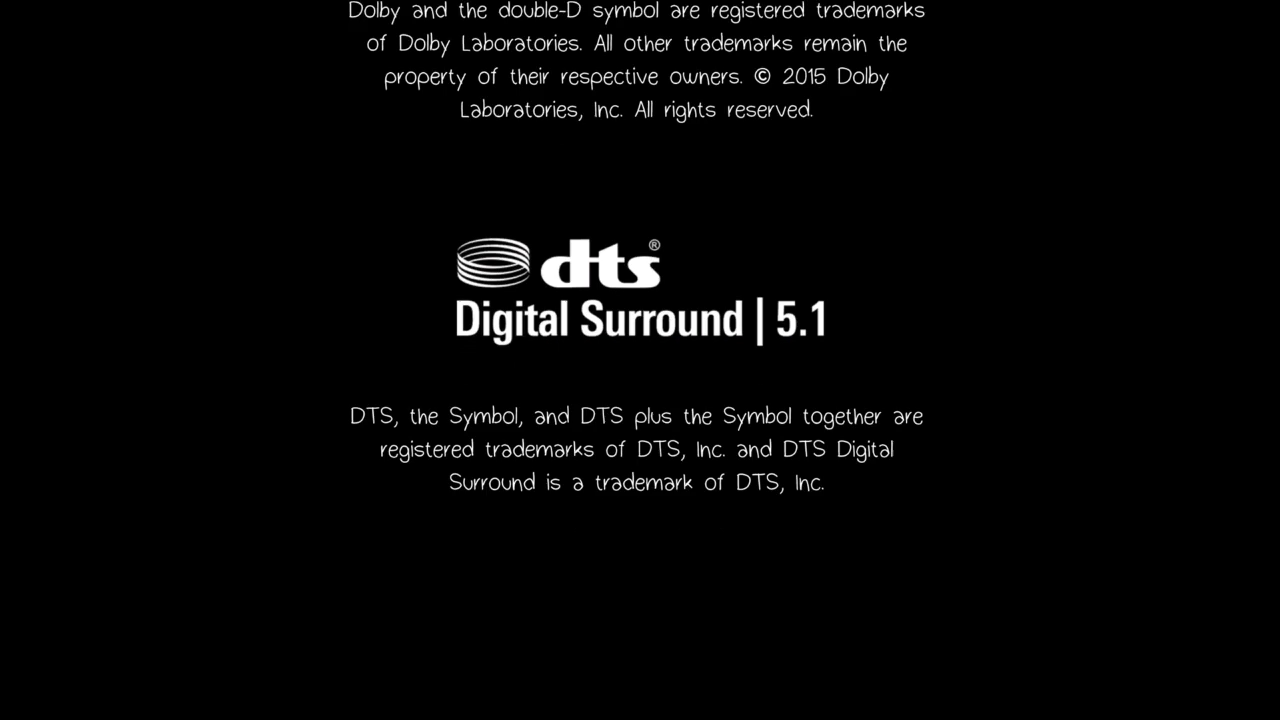 Dolby and the double-D symbol are registered trademarks
of Dolby Laboratories. All other trademarks remain the
property of their respective owners. © 2015 Dolby
Laboratories, Inc. All rights reserved.
dts®
Digital Surround | 5.1
DTS, the Symbol, and DTS plus the Symbol together are
registered trademarks of DTS, Inc. and DTS Digital
Surround is a trademark of DTS, Inc.